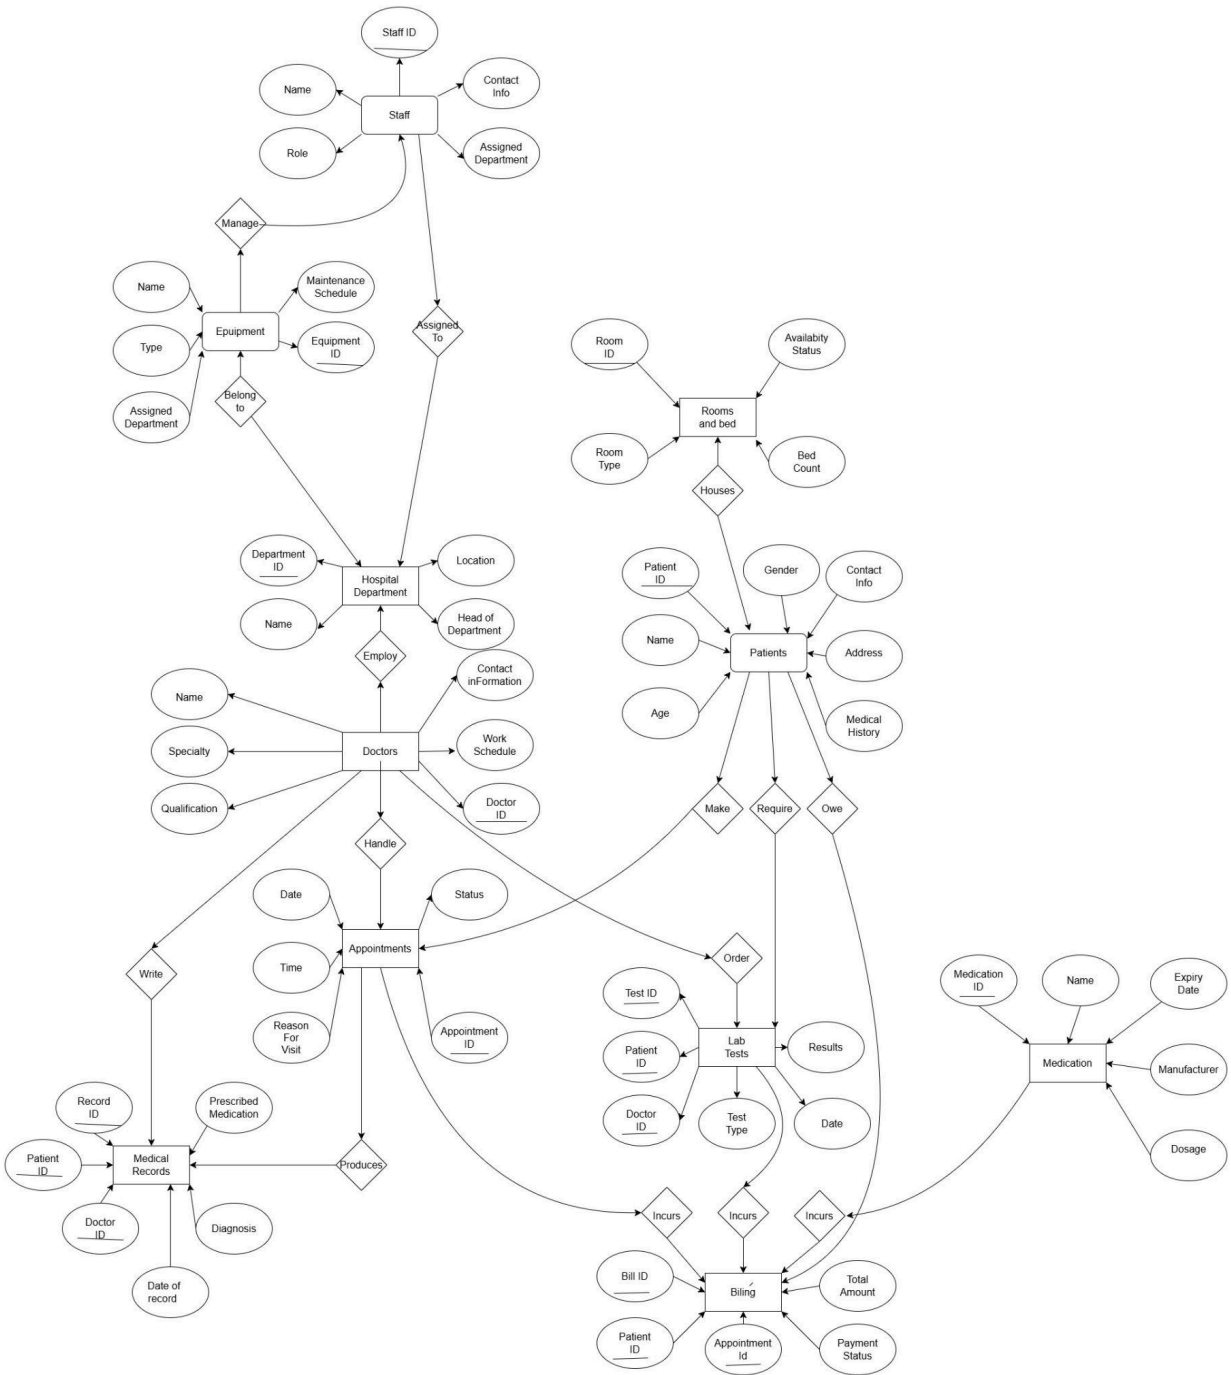 Staff ID
Name
Contact
Info
Staff
Role
Assigned
Department
Manage
Name
Maintenance
Schedule
Epuipment
Type
Equipment
ID
Assigned
Department
Belong
to
Assigned
To
Room
ID
Availabity
Status
Rooms
and bed
Room
Type
Bed
Count
Houses
Department
ID
Location
Hospital
Department
Name
Head of
Department
Employ
Patient
ID
Gender
Contact
Info
Name
Patients
Address
Age
Medical
History
Name
Contact
inFormation
Specialty
Doctors
Work
Schedule
Qualification
Doctor
ID
Handle
Make
Require
Owe
Date
Status
Appointments
Time
Reason
For
Visit
Appointment
ID
Write
Order
Test ID
Patient
ID
Lab
Tests
Results
Doctor
ID
Test
Type
Date
Medication
ID
Name
Expiry
Date
Medication
Manufacturer
Dosage
Record
ID
Prescribed
Medication
Patient
ID
Medical
Records
Produces
Doctor
ID
Diagnosis
Date of
record
Incurs
Incurs
Incurs
Bill ID
Biling
Total
Amount
Patient
ID
Appointment
Id
Payment
Status